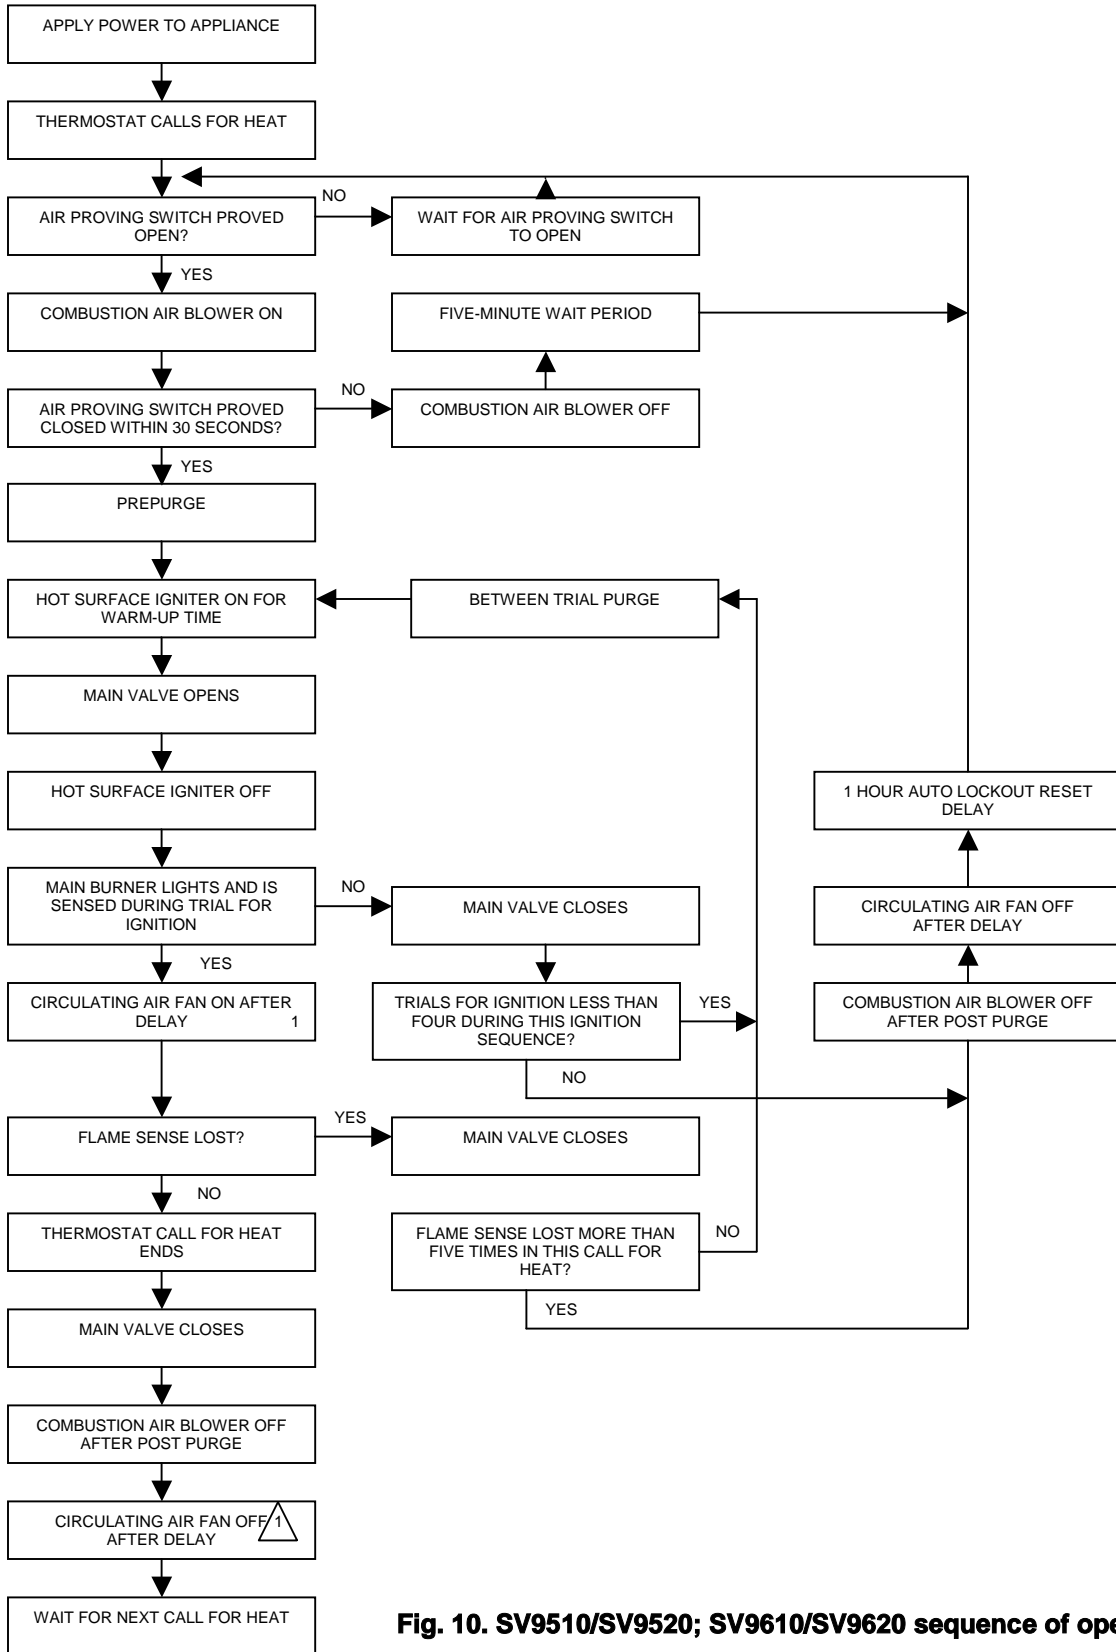 APPLY POWER TO APPLIANCE
THERMOSTAT CALLS FOR HEAT
AIR PROVING SWITCH PROVED
OPEN?
NO
WAIT FOR AIR PROVING SWITCH
TO OPEN
YES
COMBUSTION AIR BLOWER ON
FIVE-MINUTE WAIT PERIOD
AIR PROVING SWITCH PROVED
CLOSED WITHIN 30 SECONDS?
NO
COMBUSTION AIR BLOWER OFF
YES
PREPURGE
HOT SURFACE IGNITER ON FOR
WARM-UP TIME
BETWEEN TRIAL PURGE
MAIN VALVE OPENS
HOT SURFACE IGNITER OFF
1 HOUR AUTO LOCKOUT RESET
DELAY
MAIN BURNER LIGHTS AND IS
SENSED DURING TRIAL FOR
IGNITION
NO
MAIN VALVE CLOSES
CIRCULATING AIR FAN OFF
AFTER DELAY
YES
CIRCULATING AIR FAN ON AFTER
DELAY 1
TRIALS FOR IGNITION LESS THAN
FOUR DURING THIS IGNITION
SEQUENCE?
YES
COMBUSTION AIR BLOWER OFF
AFTER POST PURGE
NO
FLAME SENSE LOST?
YES
MAIN VALVE CLOSES
NO
THERMOSTAT CALL FOR HEAT
ENDS
FLAME SENSE LOST MORE THAN
FIVE TIMES IN THIS CALL FOR
HEAT?
NO
YES
MAIN VALVE CLOSES
COMBUSTION AIR BLOWER OFF
AFTER POST PURGE
CIRCULATING AIR FAN OFF 1
AFTER DELAY
WAIT FOR NEXT CALL FOR HEAT
Fig. 10. SV9510/SV9520; SV9610/SV9620 sequence of ope